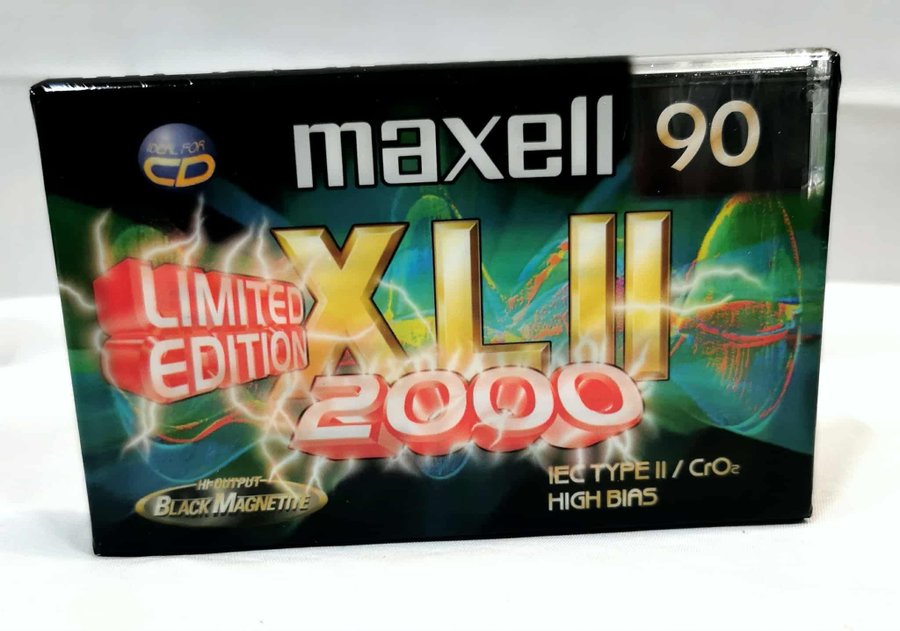 IDEAL FOR
CD
maxell
90
XLII
LIMITED
EDITION
2000
HI-OUTPUT
BLACK MAGNETITE
IEC TYPE II / CrO₂
HIGH BIAS